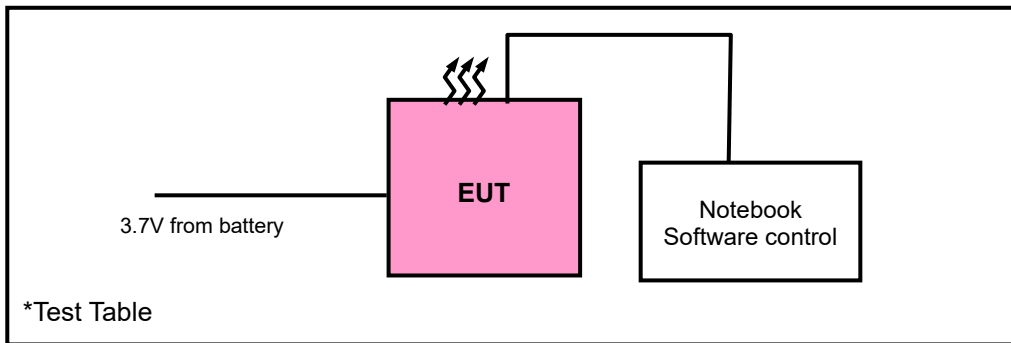 EUT
3.7V from battery
Notebook
Software control
*Test Table